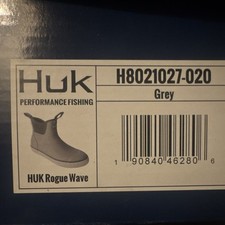 Huk
PERFORMANCE FISHING
HUK Rogue Wave
H8021027-020
Grey
1 90840 46280 6